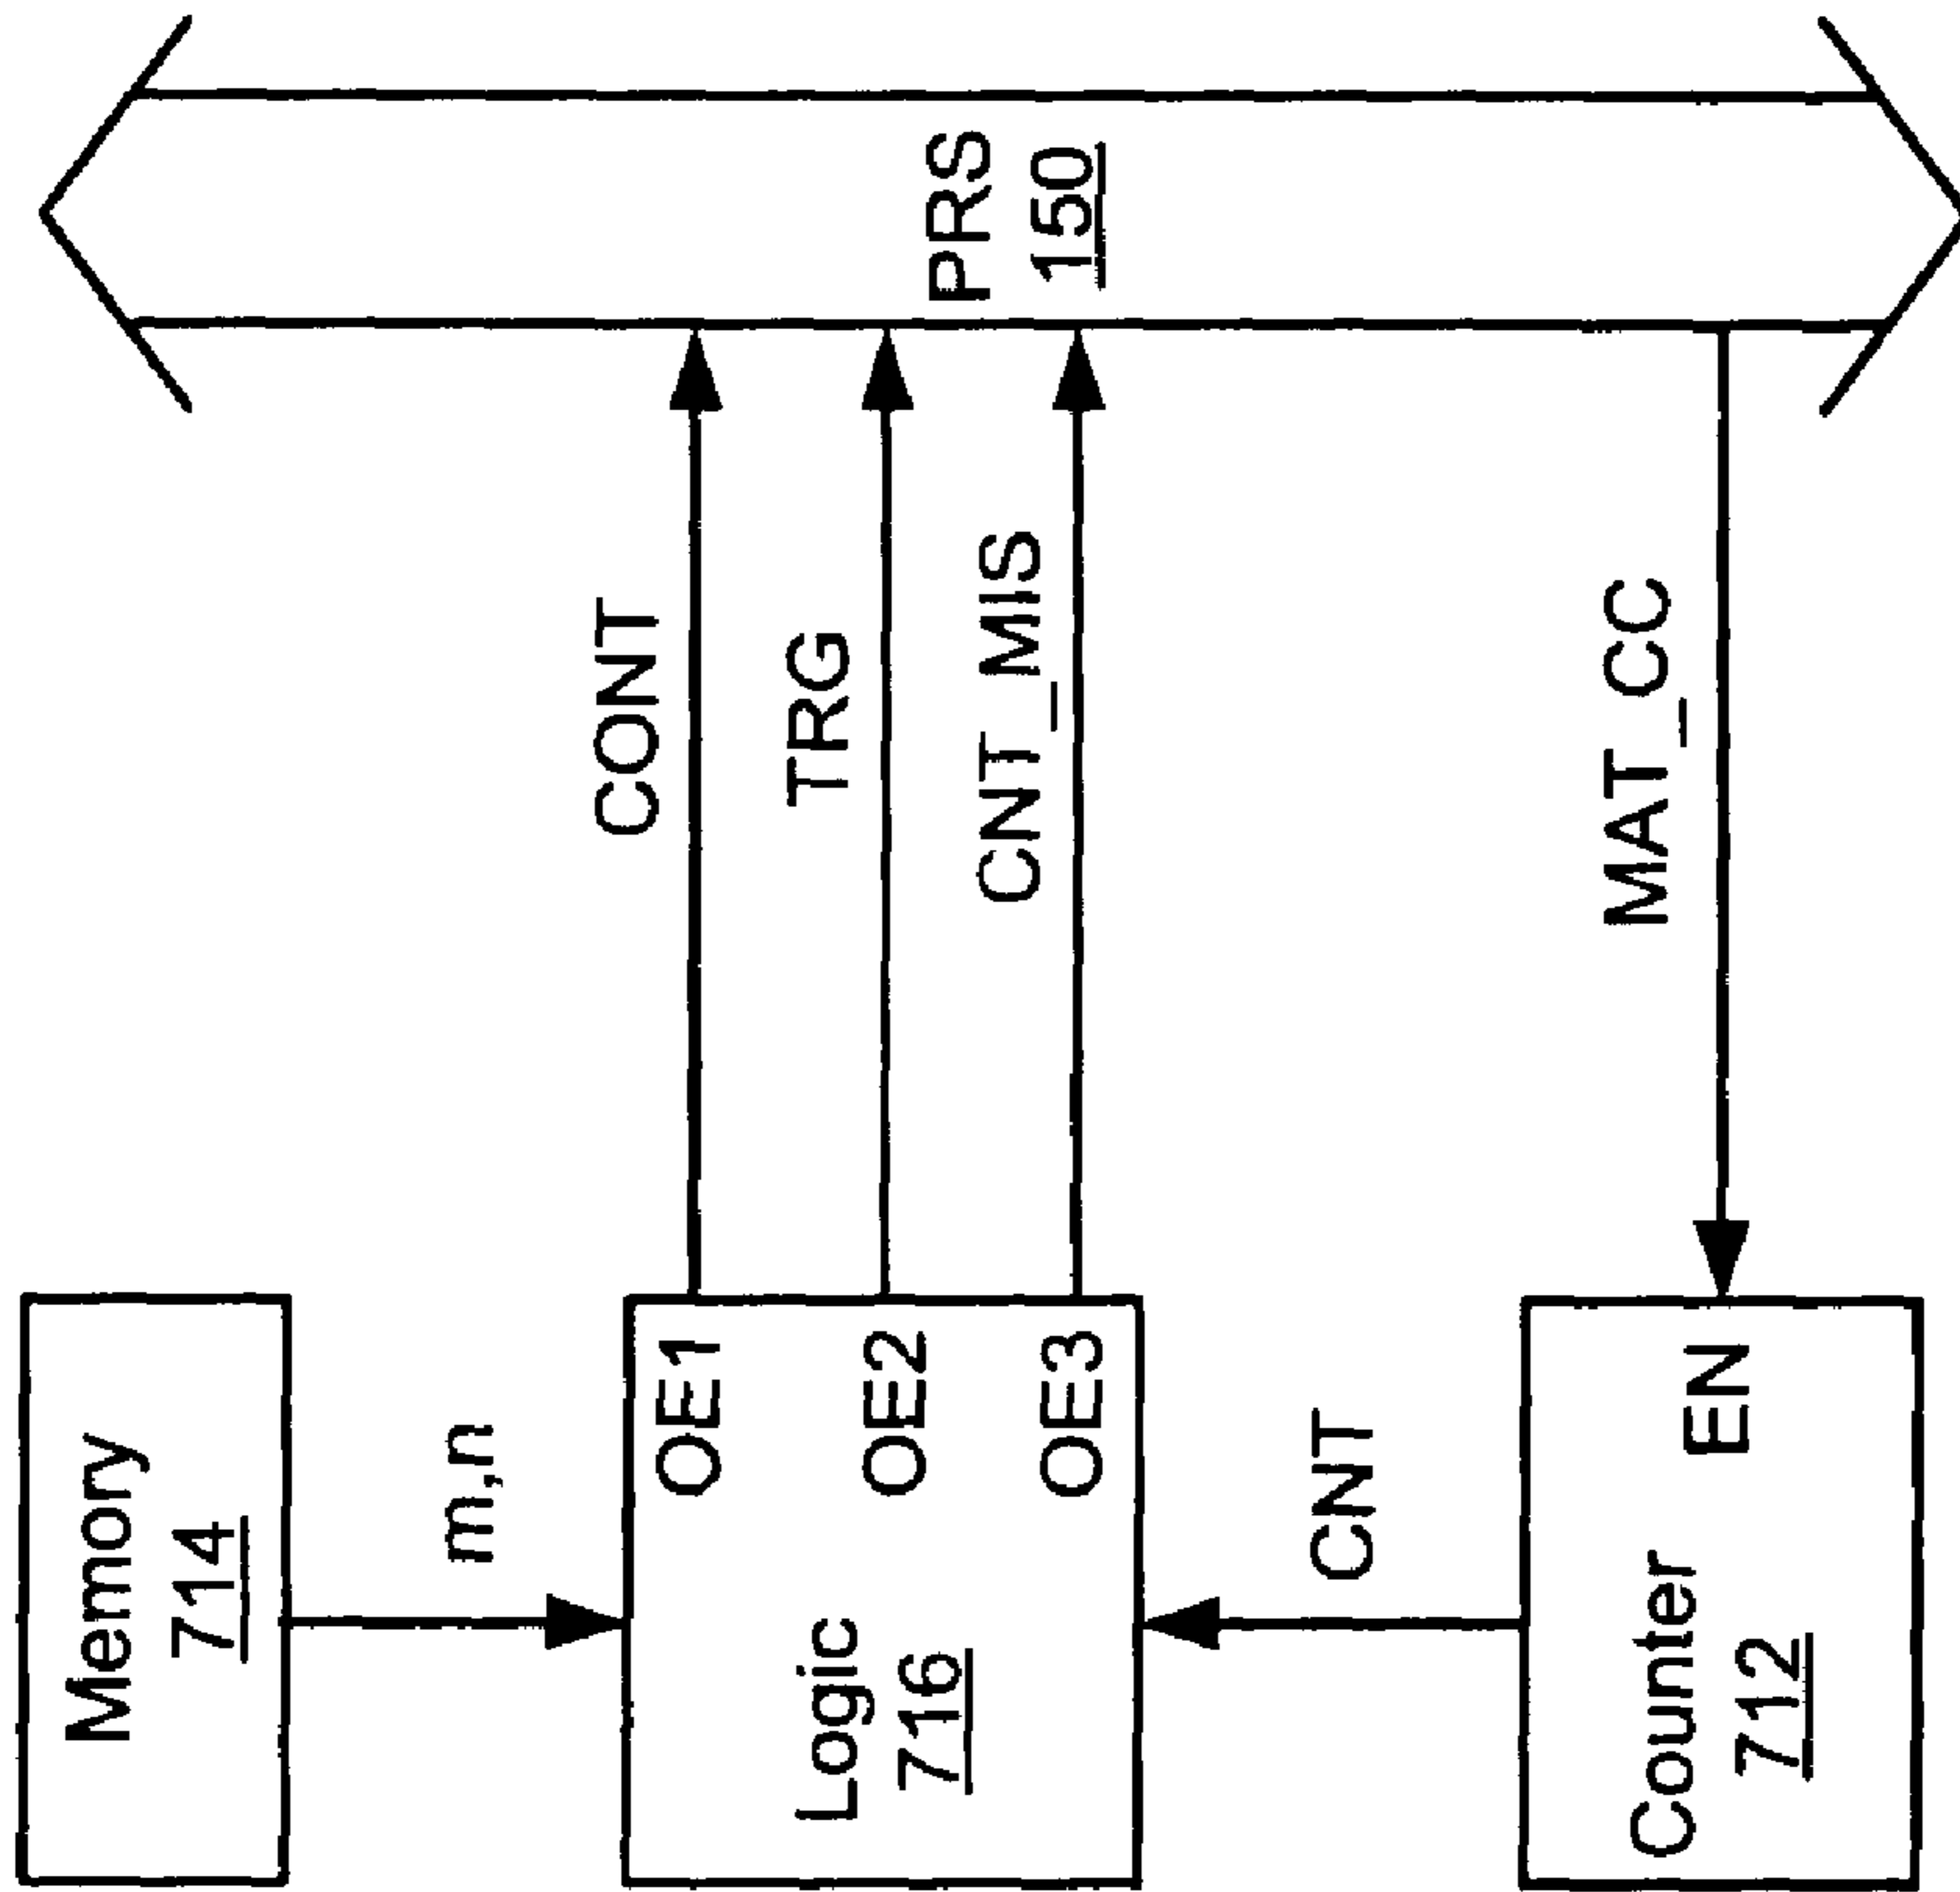 PRS
150
CONT
TRG
CNT_MIS
MAT_CC
Memory
714
m,n
OE1
OE2
OE3
Logic
716
CNT
EN
Counter
712